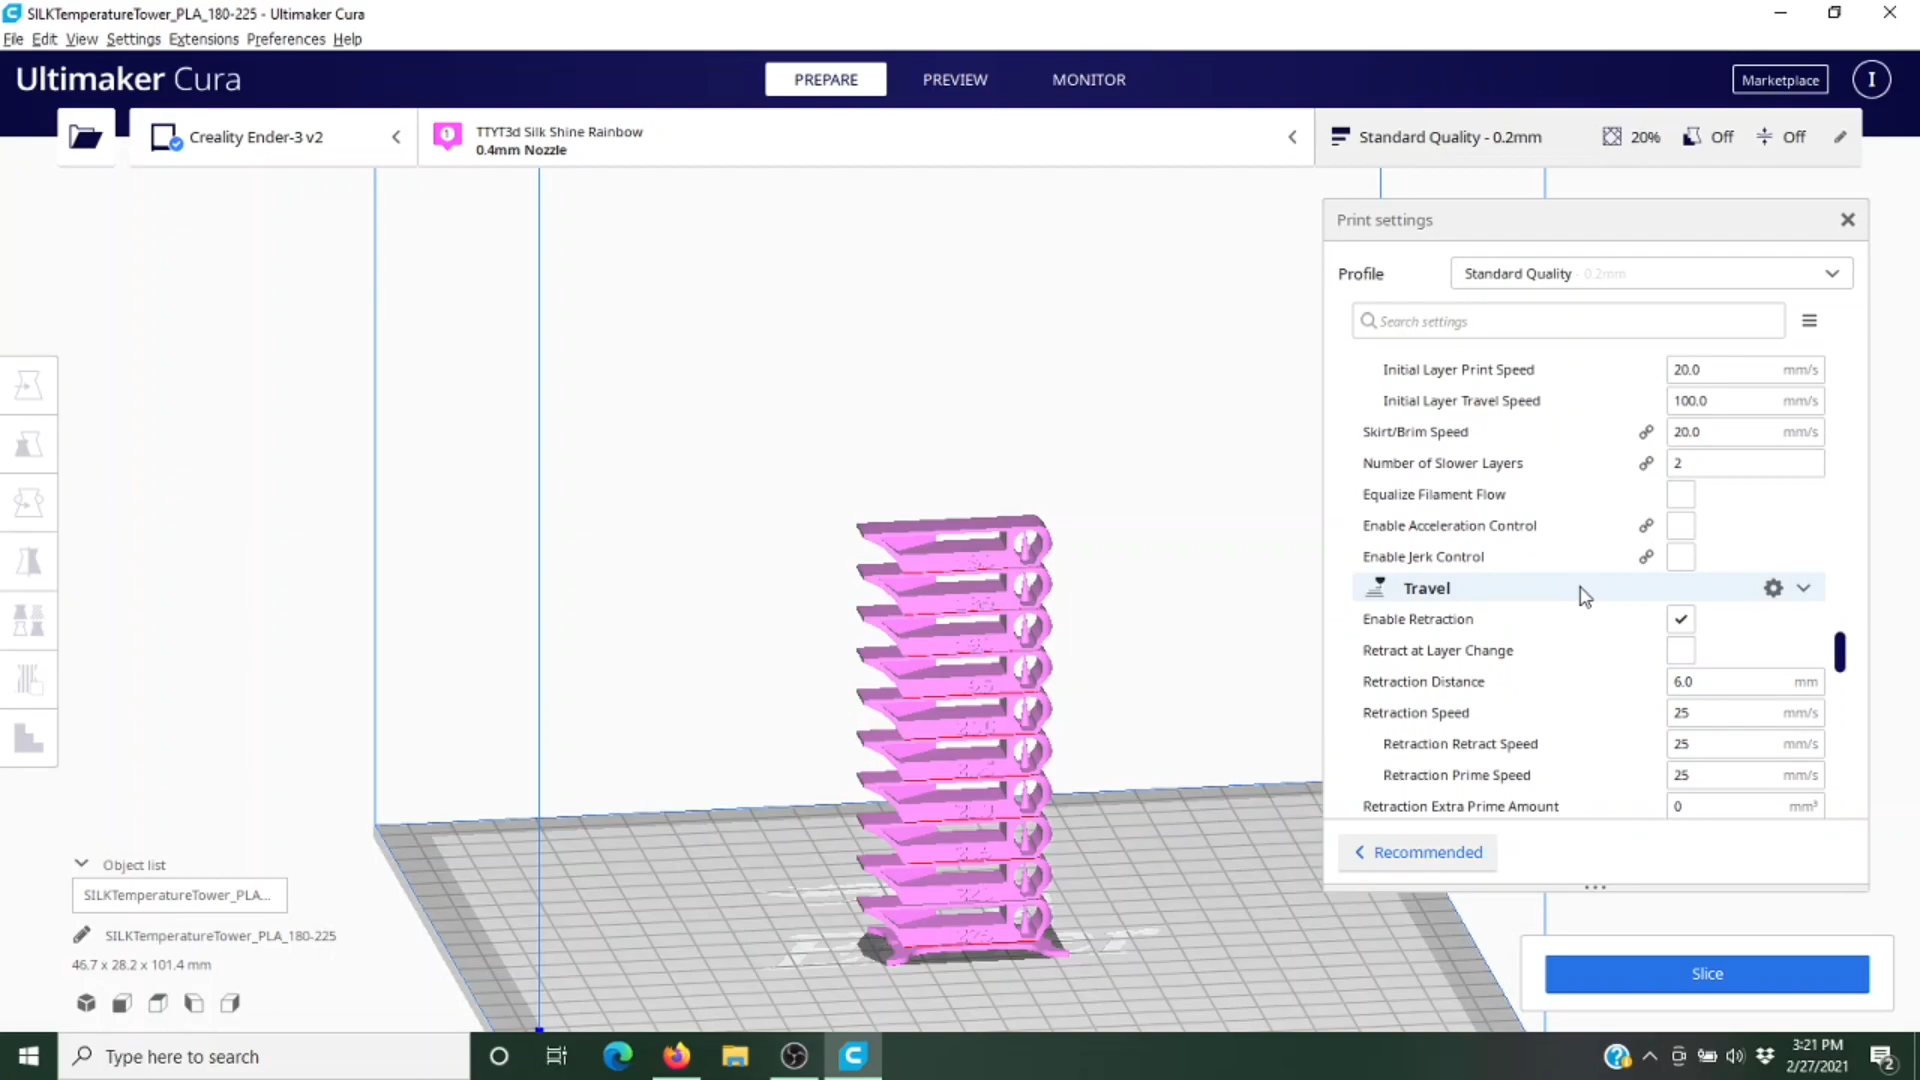 SILKTemperatureTower_PLA_180-225 - Ultimaker Cura
File Edit View Settings Extensions Preferences Help
Ultimaker Cura
PREPARE
PREVIEW
MONITOR
Marketplace
I
Creality Ender-3 v2
1
TTYT3d Silk Shine Rainbow
0.4mm Nozzle
Standard Quality - 0.2mm
20%
Off
Off
Print settings
Profile
Standard Quality - 0.2mm
Search settings
Initial Layer Print Speed 20.0 mm/s
Initial Layer Travel Speed 100.0 mm/s
Skirt/Brim Speed 20.0 mm/s
Number of Slower Layers 2
Equalize Filament Flow
Enable Acceleration Control
Enable Jerk Control
Travel
Enable Retraction
Retract at Layer Change
Retraction Distance 6.0 mm
Retraction Speed 25 mm/s
Retraction Retract Speed 25 mm/s
Retraction Prime Speed 25 mm/s
Retraction Extra Prime Amount 0 mm³
Recommended
Object list
SILKTemperatureTower_PLA...
SILKTemperatureTower_PLA_180-225
46.7 x 28.2 x 101.4 mm
Slice
Type here to search
3:21 PM
2/27/2021
2